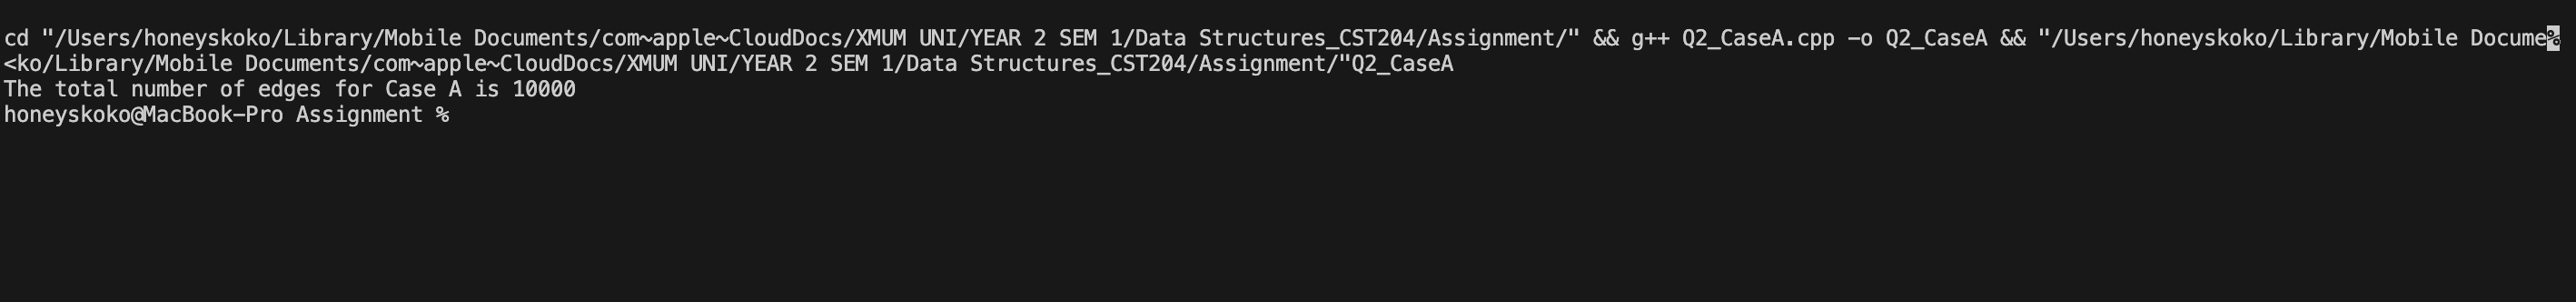 cd "/Users/honeyskoko/Library/Mobile Documents/com~apple~CloudDocs/XMUM UNI/YEAR 2 SEM 1/Data Structures_CST204/Assignment/" && g++ Q2_CaseA.cpp -o Q2_CaseA && "/Users/honeyskoko/Library/Mobile Docume%
<ko/Library/Mobile Documents/com~apple~CloudDocs/XMUM UNI/YEAR 2 SEM 1/Data Structures_CST204/Assignment/"Q2_CaseA
The total number of edges for Case A is 10000
honeyskoko@MacBook-Pro Assignment %